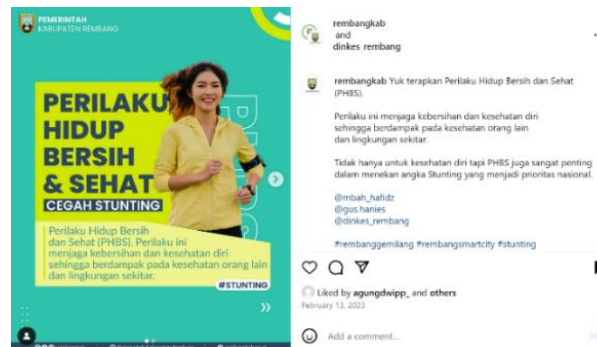 PEMERINTAH
KABUPATEN REMBANG
PERILAKU
HIDUP
BERSIH
& SEHAT
CEGAH STUNTING
PHBS
Perilaku Hidup Bersih
dan Sehat (PHBS). Perilaku ini
menjaga kebersihan dan kesehatan diri
sehingga berdampak pada kesehatan orang lain
dan lingkungan sekitar.
#STUNTING
rembangkab
and
dinkes rembang
rembangkab Yuk terapkan Perilaku Hidup Bersih dan Sehat
(PHBS).
Perilaku ini menjaga kebersihan dan kesehatan diri
sehingga berdampak pada kesehatan orang lain
dan lingkungan sekitar.
Tidak hanya untuk kesehatan diri tapi PHBS juga sangat penting
dalam menekan angka Stunting yang menjadi prioritas nasional.
@mbah_hafidz
@gus.hanies
@dinkes_rembang
#rembanggemilang #rembangsmartcity #stunting
Liked by agungdwipp_ and others
February 13, 2023
Add a comment...